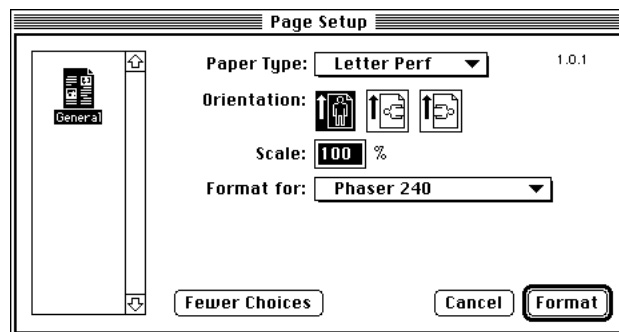 Page Setup
General
Paper Type: Letter Perf 1.0.1
Orientation:
Scale: 100 %
Format for: Phaser 240
Fewer Choices Cancel Format